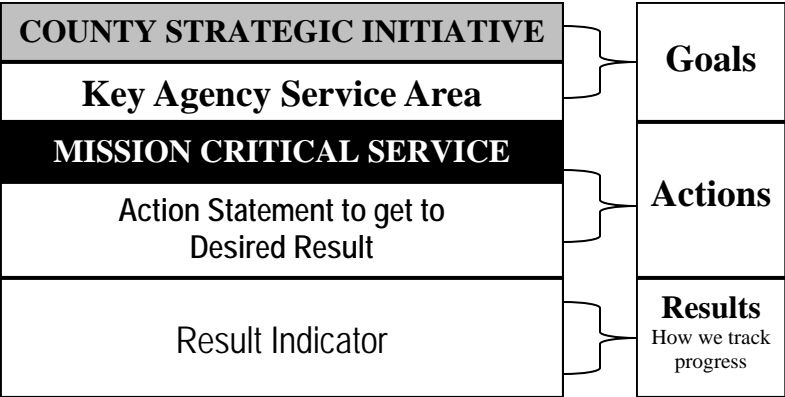 COUNTY STRATEGIC INITIATIVE
Key Agency Service Area
MISSION CRITICAL SERVICE
Action Statement to get to
Desired Result
Result Indicator
Goals
Actions
Results
How we track
progress